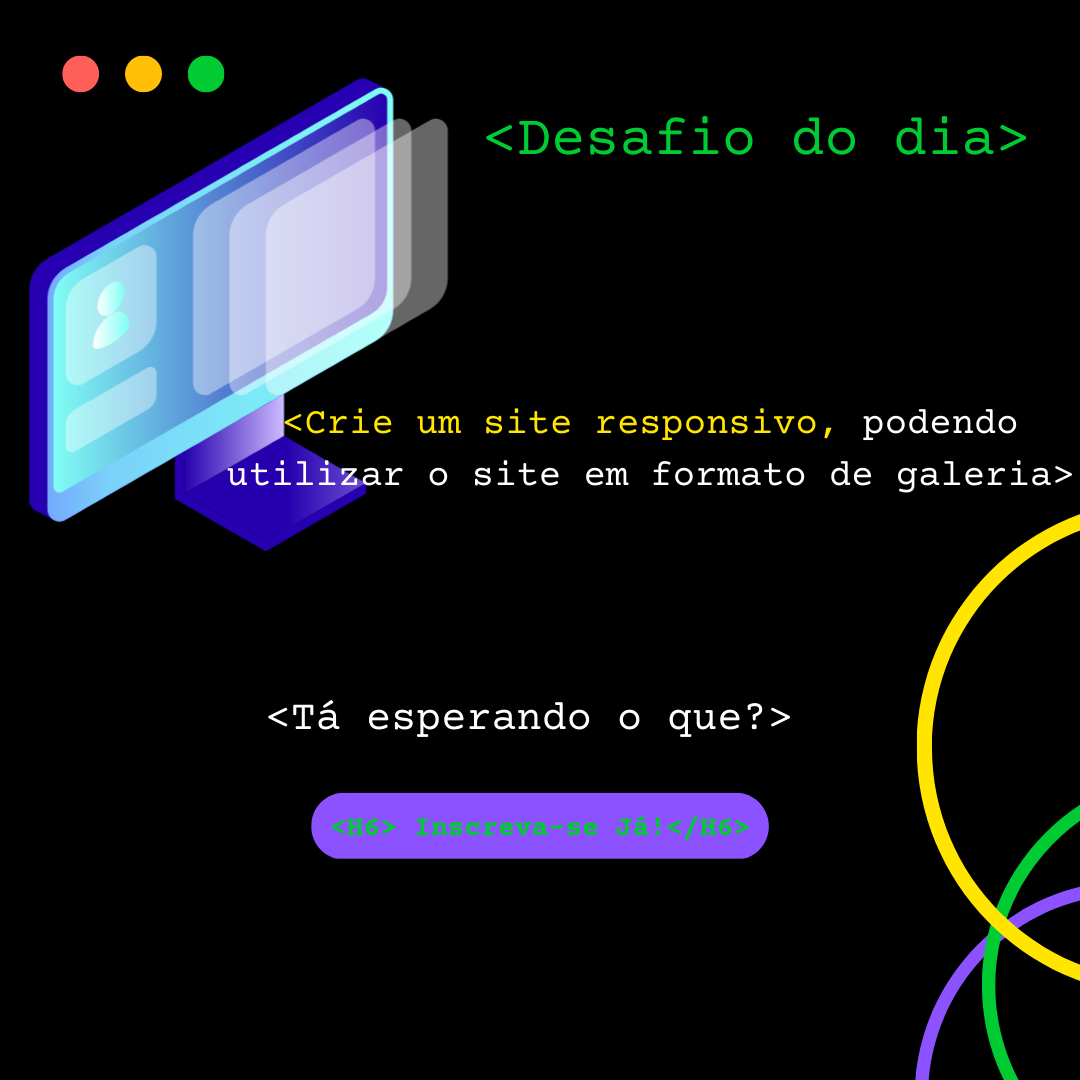 <Desafio do dia>
<Crie um site responsivo, podendo
utilizar o site em formato de galeria>
<Tá esperando o que?>
<H6> Inscreva-se Já!</H6>